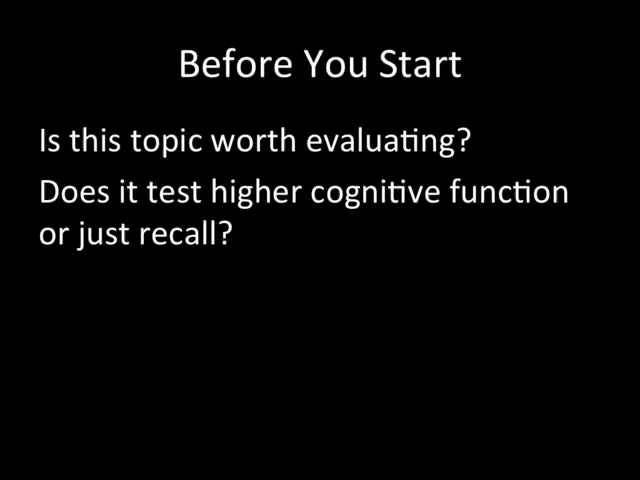 Before You Start
Is this topic worth evaluating?
Does it test higher cognitive function
or just recall?